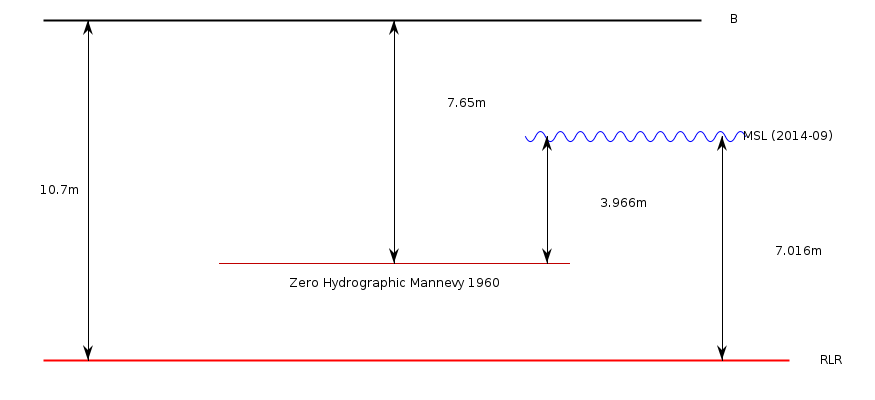 B
7.65m
MSL (2014-09)
10.7m
3.966m
7.016m
Zero Hydrographic Mannevy 1960
RLR